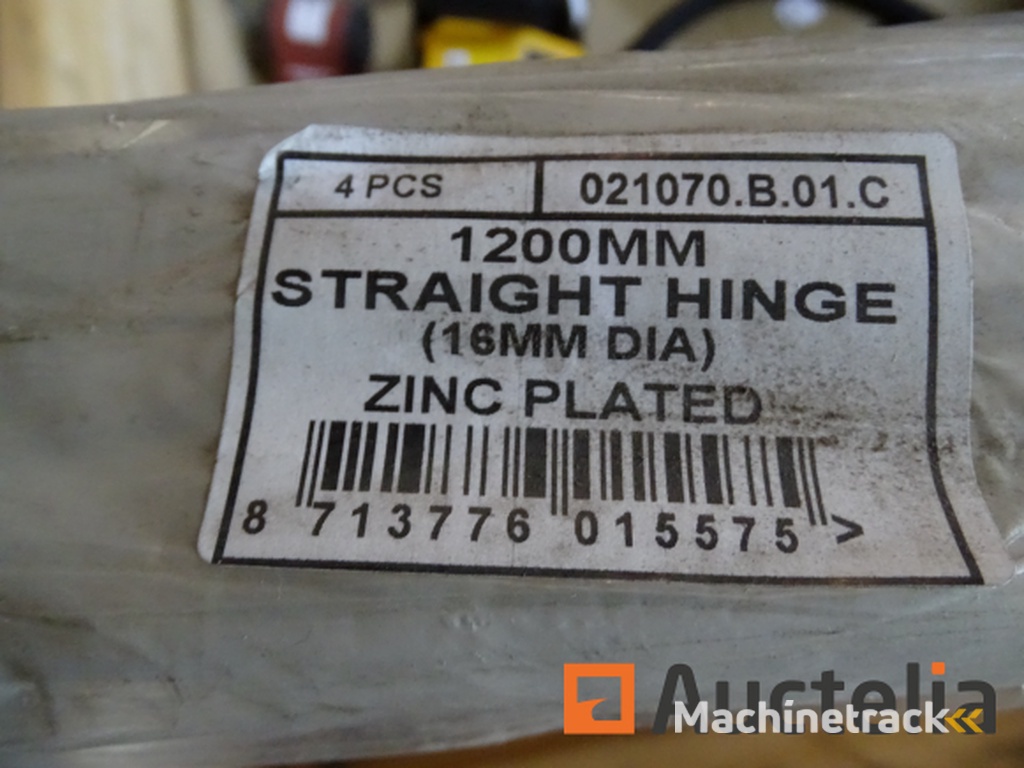 4 PCS
021070.B.01.C
1200MM
STRAIGHT HINGE
(16MM DIA)
ZINC PLATED
8 713776 015575 >
Auctelia
Machinetrack